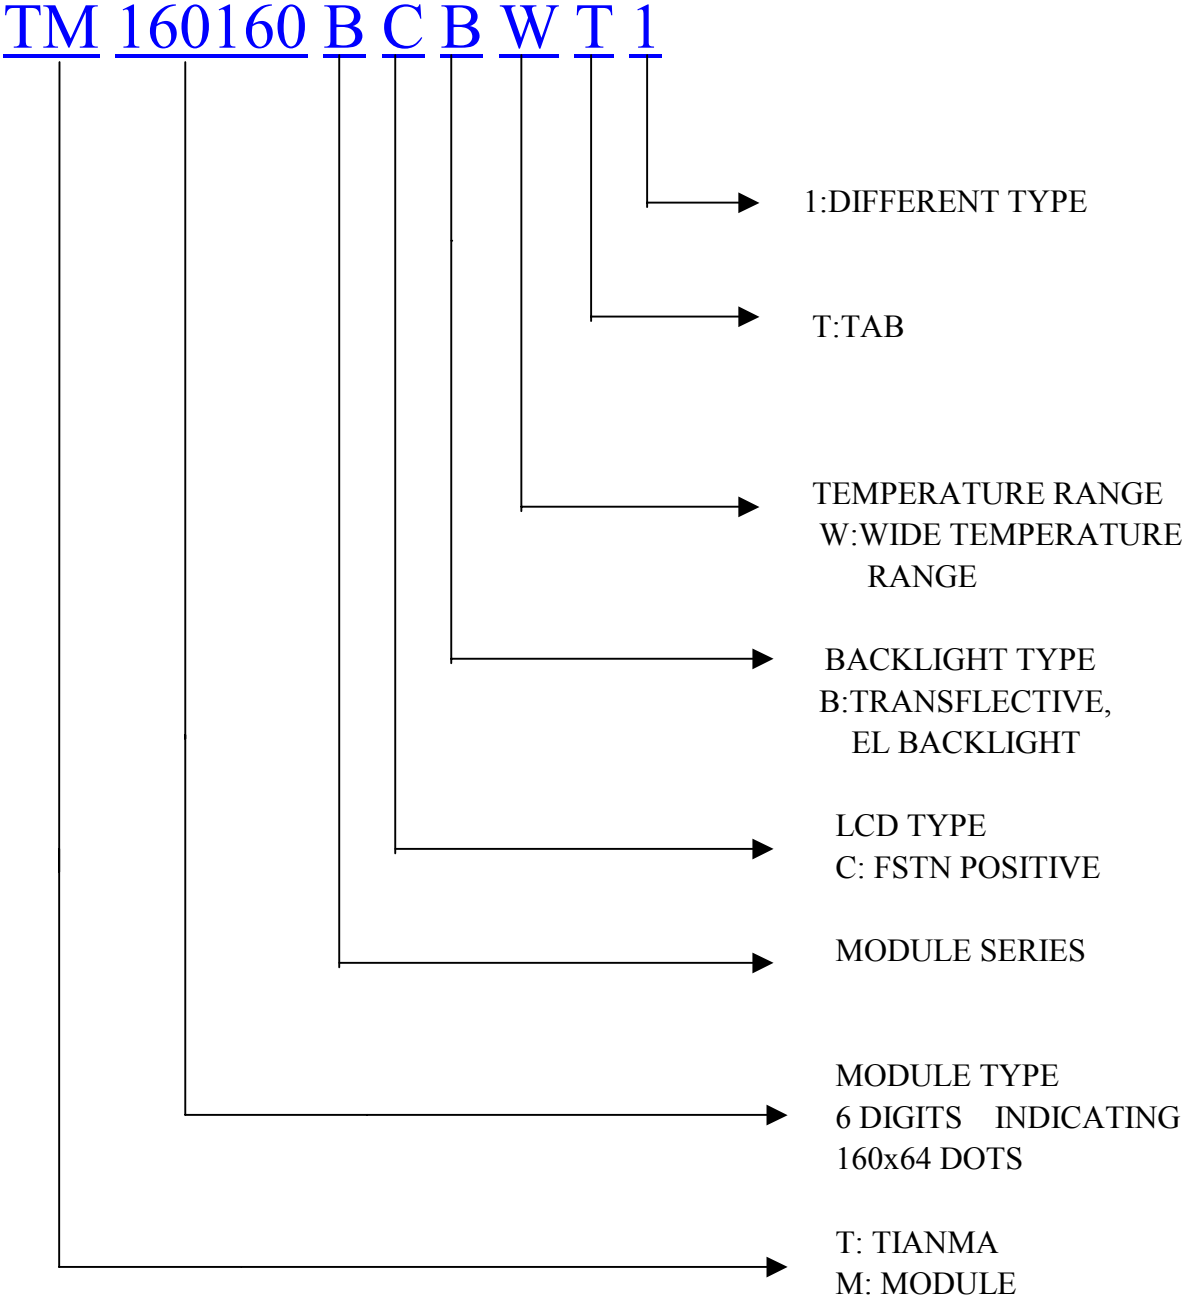 TM 160160 B C B W T 1
1:DIFFERENT TYPE
T:TAB
TEMPERATURE RANGE
W:WIDE TEMPERATURE
RANGE
BACKLIGHT TYPE
B:TRANSFLECTIVE,
EL BACKLIGHT
LCD TYPE
C: FSTN POSITIVE
MODULE SERIES
MODULE TYPE
6 DIGITS INDICATING
160x64 DOTS
T: TIANMA
M: MODULE